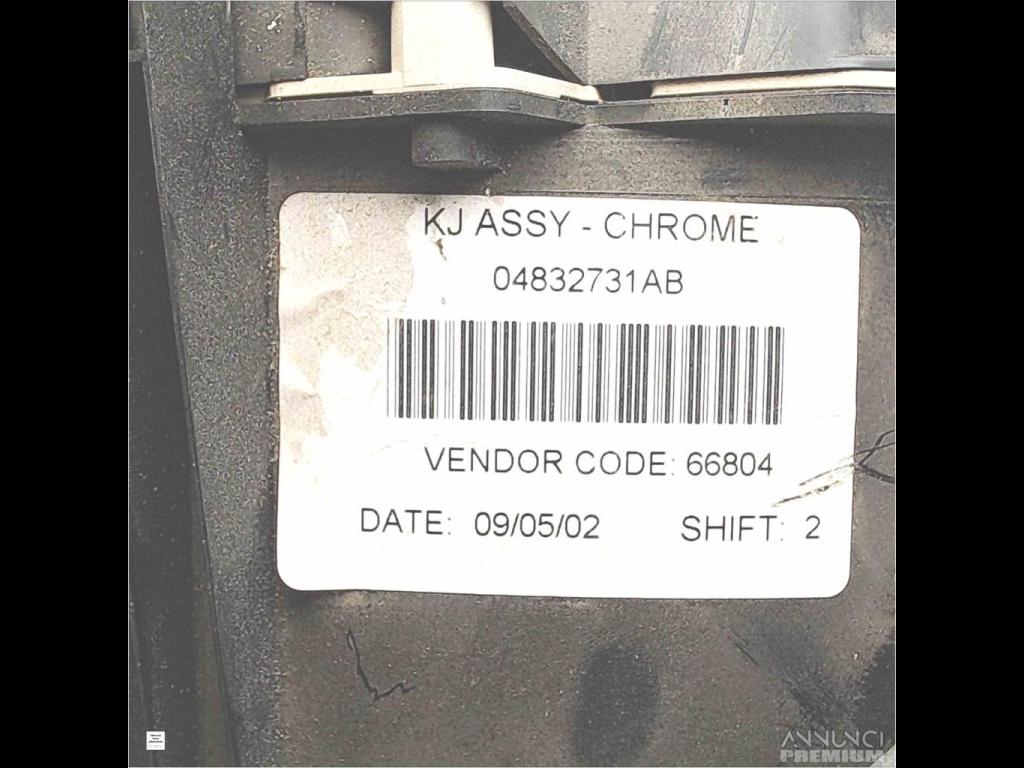 KJ ASSY - CHROME
04832731AB
VENDOR CODE: 66804
DATE: 09/05/02 SHIFT: 2
ANNUNCI
PREMIUM